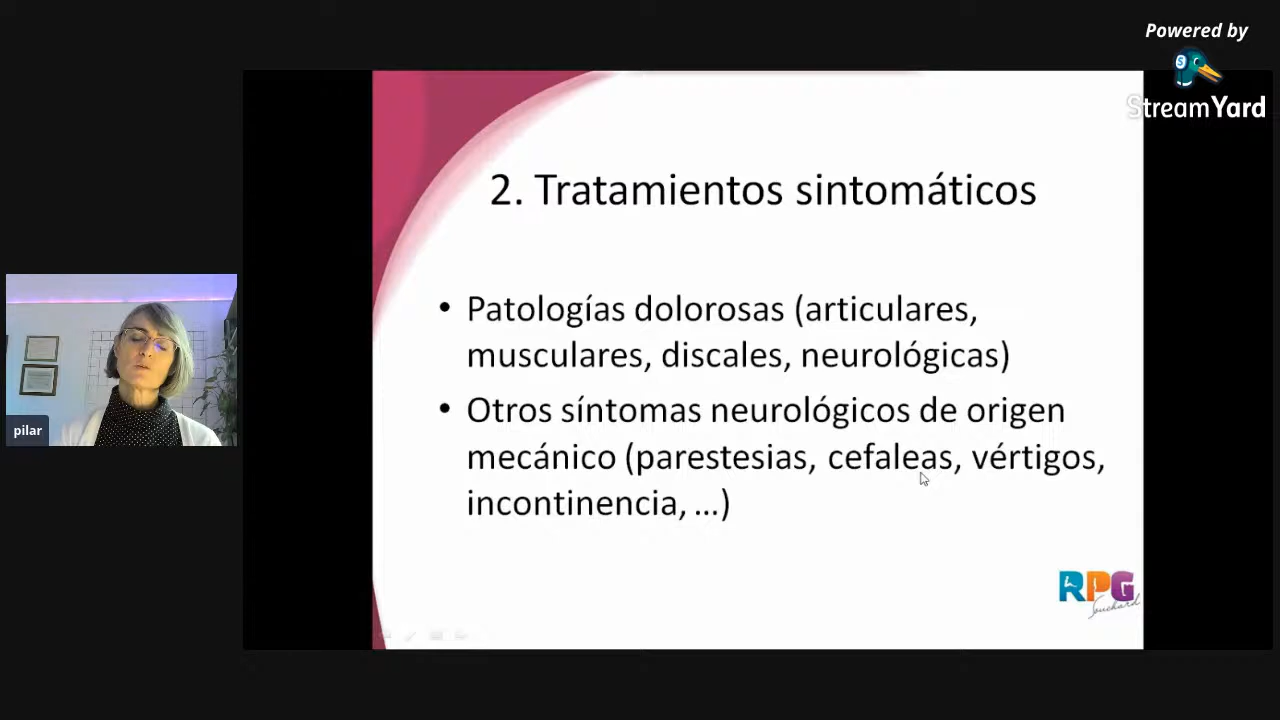 Powered by
StreamYard
2. Tratamientos sintomáticos
• Patologías dolorosas (articulares,
musculares, discales, neurológicas)
• Otros síntomas neurológicos de origen
mecánico (parestesias, cefaleas, vértigos,
incontinencia, ...)
pilar
RPG
Souchard